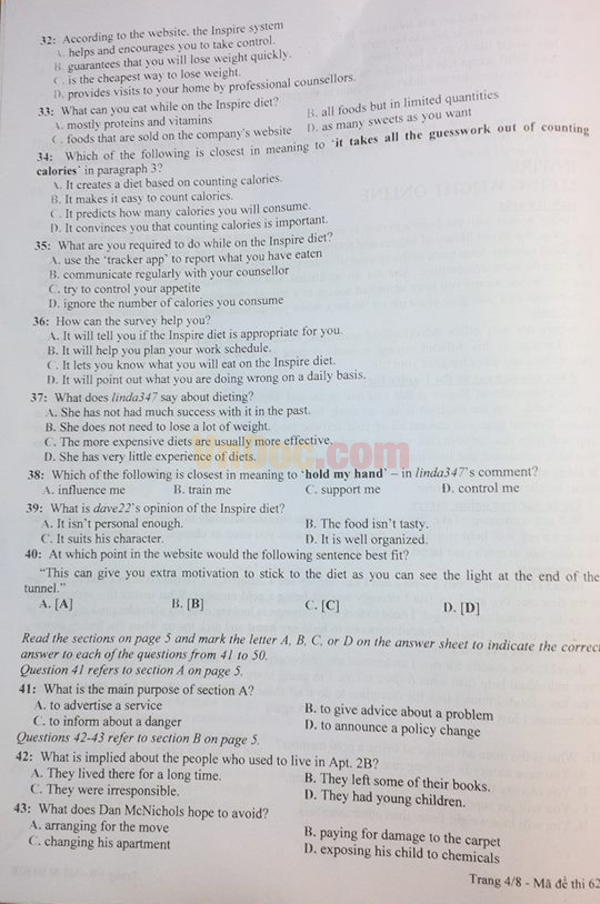 32: According to the website, the Inspire system
A. helps and encourages you to take control.
B. guarantees that you will lose weight quickly.
C. is the cheapest way to lose weight.
D. provides visits to your home by professional counsellors.
33: What can you eat while on the Inspire diet?
A. mostly proteins and vitamins B. all foods but in limited quantities
C. foods that are sold on the company's website D. as many sweets as you want
34: Which of the following is closest in meaning to 'it takes all the guesswork out of counting
calories' in paragraph 3?
A. It creates a diet based on counting calories.
B. It makes it easy to count calories.
C. It predicts how many calories you will consume.
D. It convinces you that counting calories is important.
35: What are you required to do while on the Inspire diet?
A. use the 'tracker app' to report what you have eaten
B. communicate regularly with your counsellor
C. try to control your appetite
D. ignore the number of calories you consume
36: How can the survey help you?
A. It will tell you if the Inspire diet is appropriate for you.
B. It will help you plan your work schedule.
C. It lets you know what you will eat on the Inspire diet.
D. It will point out what you are doing wrong on a daily basis.
37: What does linda347 say about dieting?
A. She has not had much success with it in the past.
B. She does not need to lose a lot of weight.
C. The more expensive diets are usually more effective.
D. She has very little experience of diets.
VnDoc.com
38: Which of the following is closest in meaning to 'hold my hand' – in linda347's comment?
A. influence me B. train me C. support me D. control me
39: What is dave22's opinion of the Inspire diet?
A. It isn't personal enough. B. The food isn't tasty.
C. It suits his character. D. It is well organized.
40: At which point in the website would the following sentence best fit?
"This can give you extra motivation to stick to the diet as you can see the light at the end of the
tunnel."
A. [A] B. [B] C. [C] D. [D]
Read the sections on page 5 and mark the letter A, B, C, or D on the answer sheet to indicate the correct
answer to each of the questions from 41 to 50.
Question 41 refers to section A on page 5.
41: What is the main purpose of section A?
A. to advertise a service B. to give advice about a problem
C. to inform about a danger D. to announce a policy change
Questions 42-43 refer to section B on page 5.
42: What is implied about the people who used to live in Apt. 2B?
A. They lived there for a long time. B. They left some of their books.
C. They were irresponsible. D. They had young children.
43: What does Dan McNichols hope to avoid?
A. arranging for the move B. paying for damage to the carpet
C. changing his apartment D. exposing his child to chemicals
Trang 4/8 - Mã đề thi 62